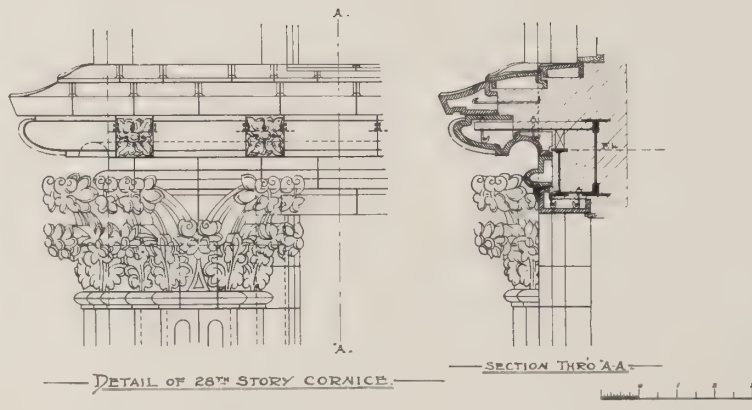 A.
A.
DETAIL OF 28TH STORY CORNICE.
SECTION THRO "A-A"